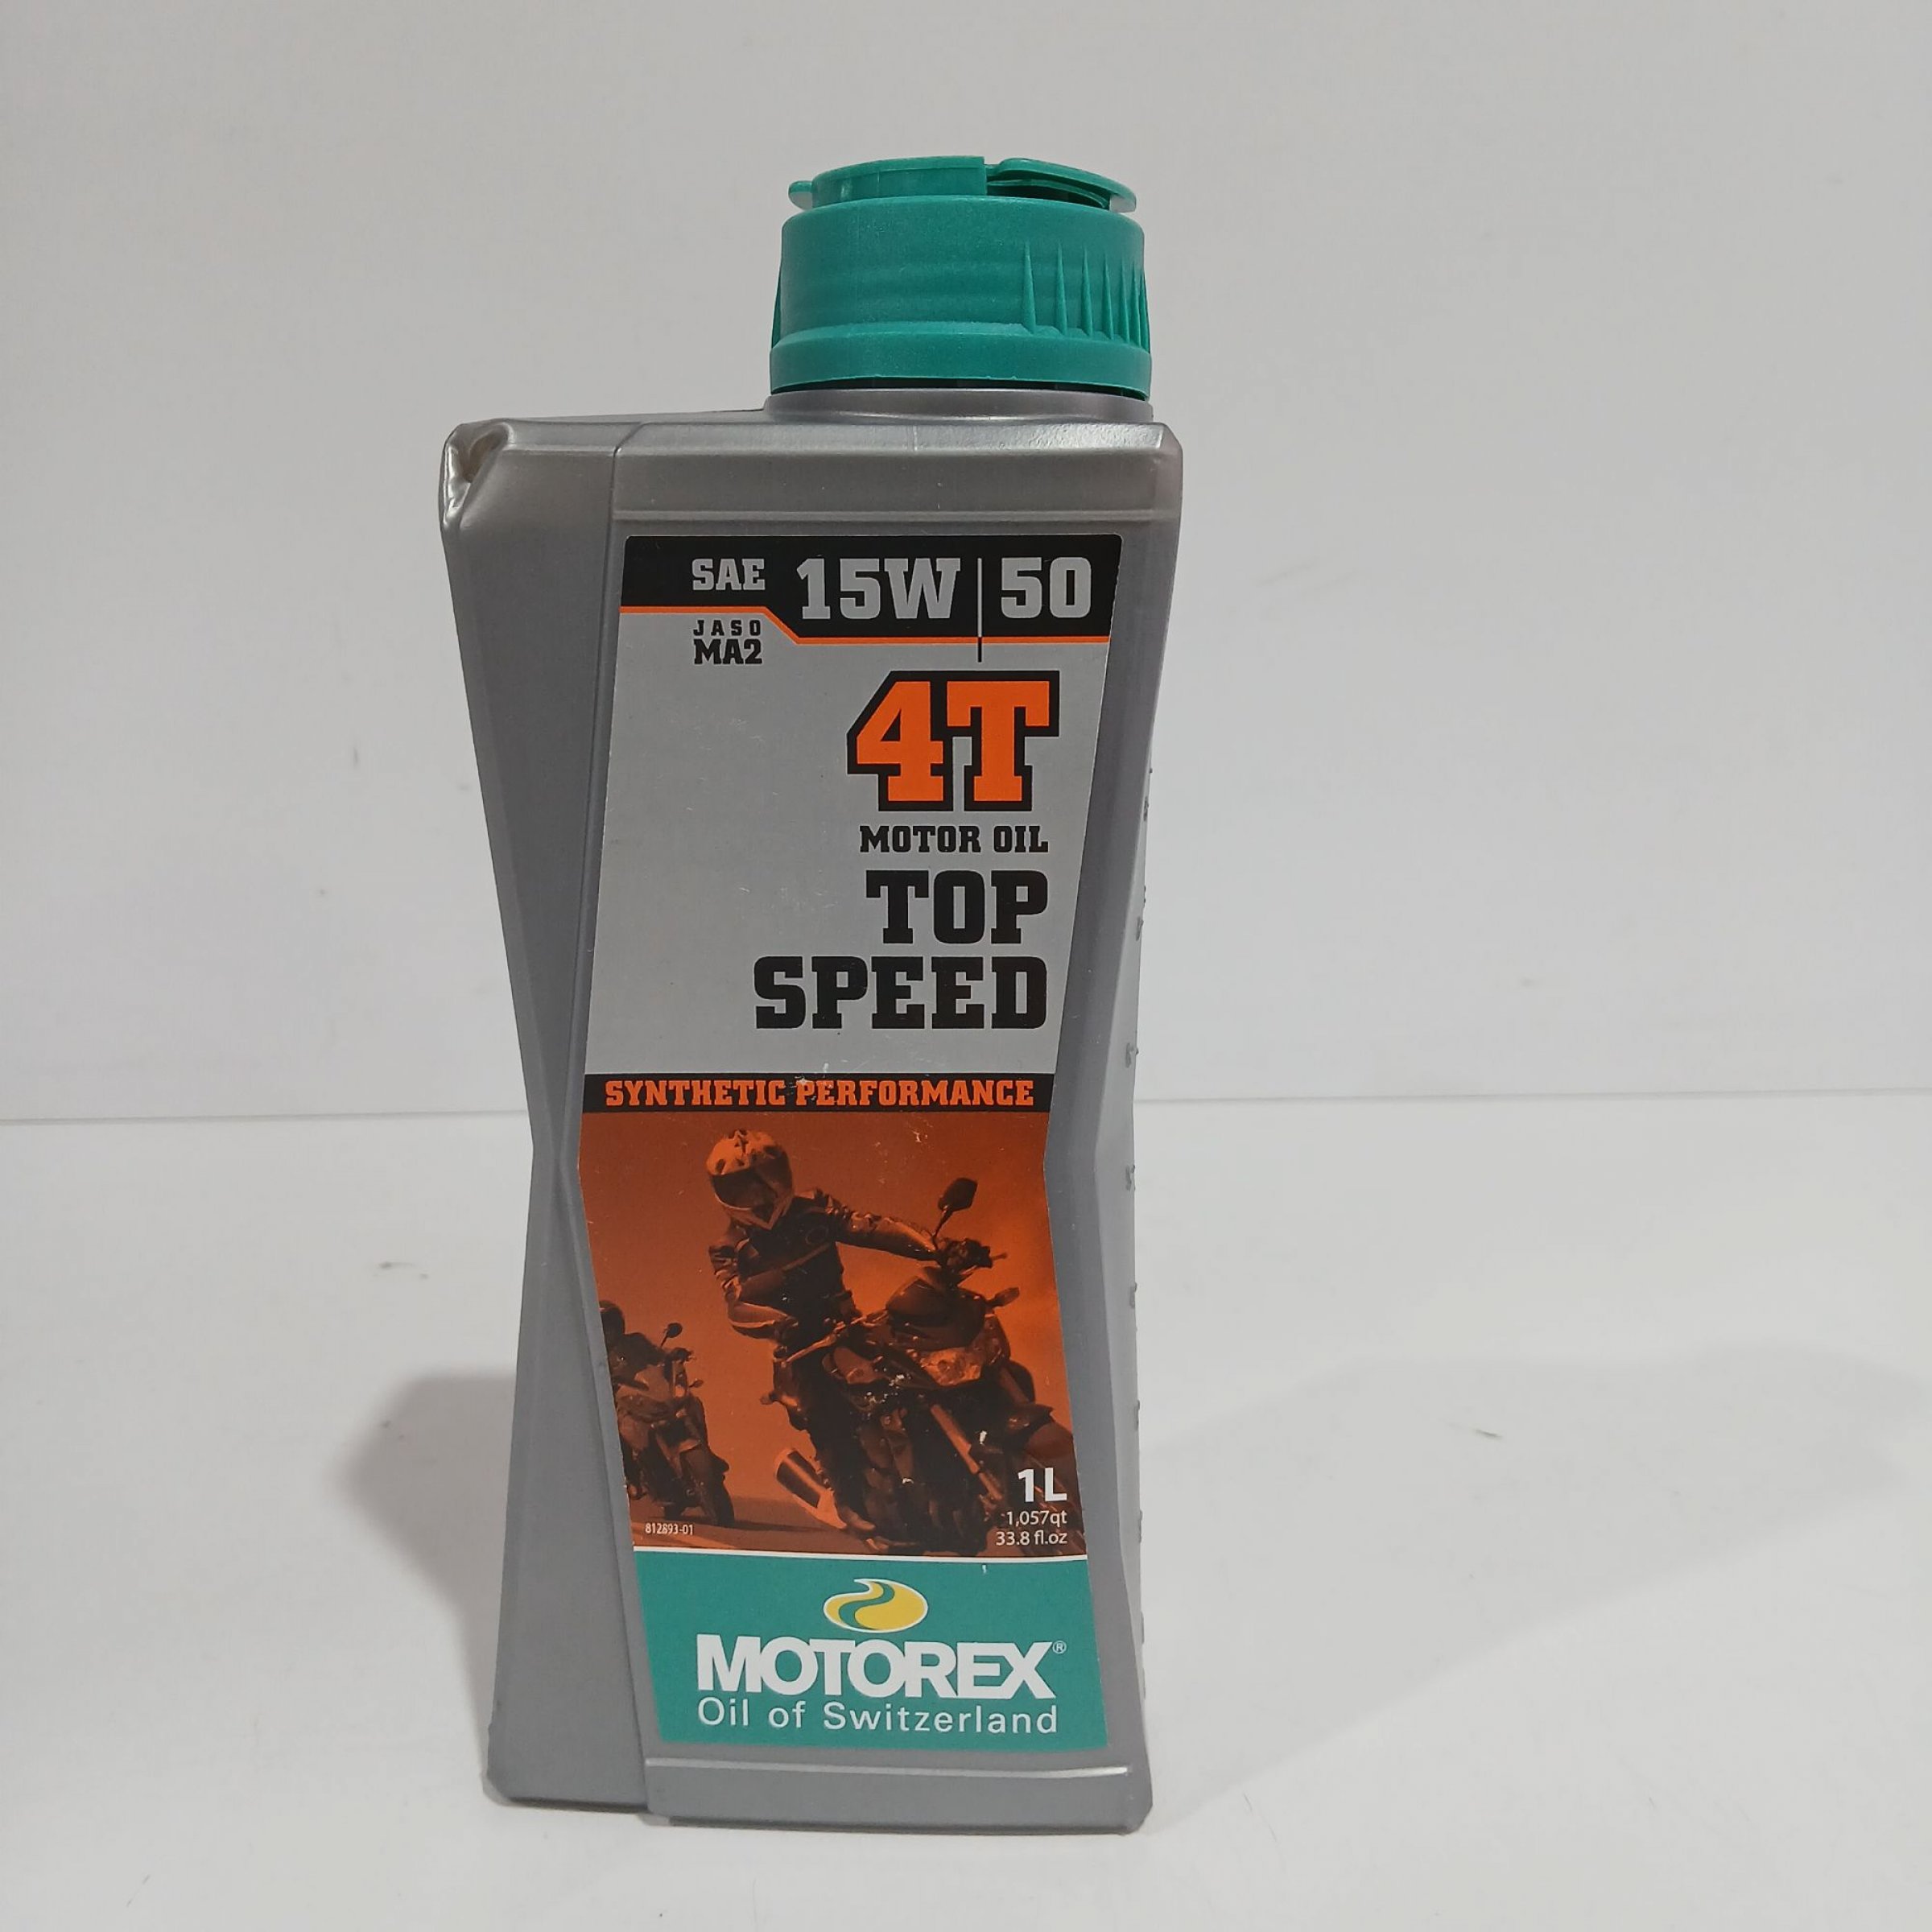 SAE 15W|50
JASO
MA2
4T
MOTOR OIL
TOP
SPEED
SYNTHETIC PERFORMANCE
1L
1,057qt
33.8 fl.oz
812893-01
MOTOREX®
Oil of Switzerland